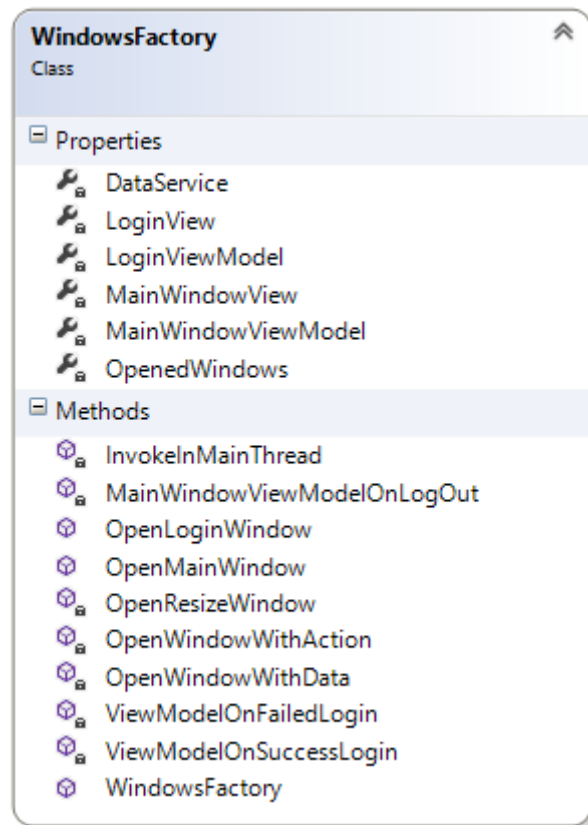 WindowsFactory
Class
Properties
DataService
LoginView
LoginViewModel
MainWindowView
MainWindowViewModel
OpenedWindows
Methods
InvokeInMainThread
MainWindowViewModelOnLogOut
OpenLoginWindow
OpenMainWindow
OpenResizeWindow
OpenWindowWithAction
OpenWindowWithData
ViewModelOnFailedLogin
ViewModelOnSuccessLogin
WindowsFactory